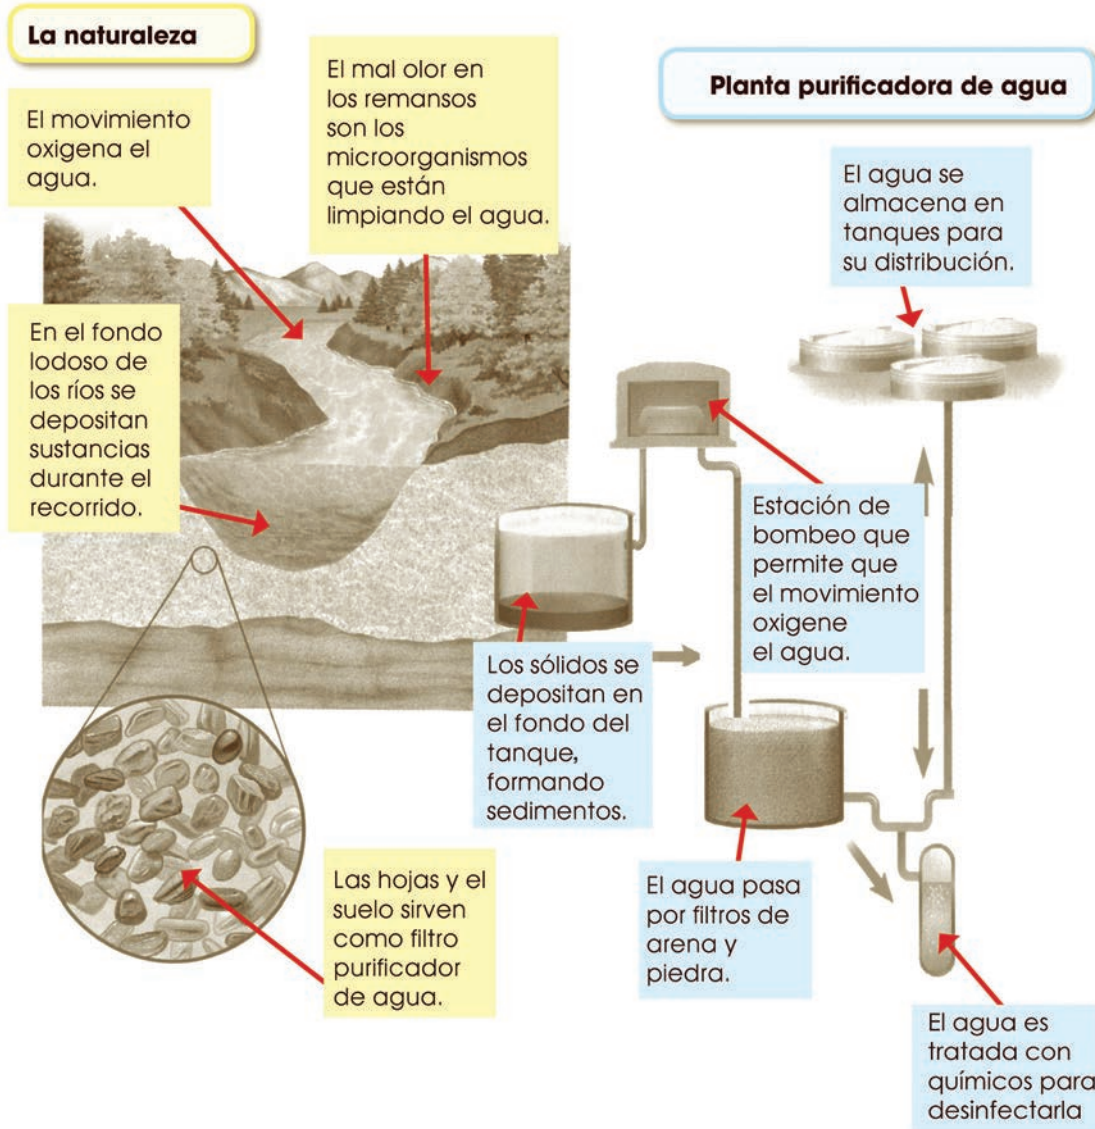 La naturaleza
El movimiento
oxigena el
agua.
El mal olor en
los remansos
son los
microorganismos
que están
limpiando el agua.
En el fondo
lodoso de
los ríos se
depositan
sustancias
durante el
recorrido.
Las hojas y el
suelo sirven
como filtro
purificador
de agua.
Planta purificadora de agua
El agua se
almacena en
tanques para
su distribución.
Estación de
bombeo que
permite que
el movimiento
oxigene
el agua.
Los sólidos se
depositan en
el fondo del
tanque,
formando
sedimentos.
El agua pasa
por filtros de
arena y
piedra.
El agua es
tratada con
químicos para
desinfectarla